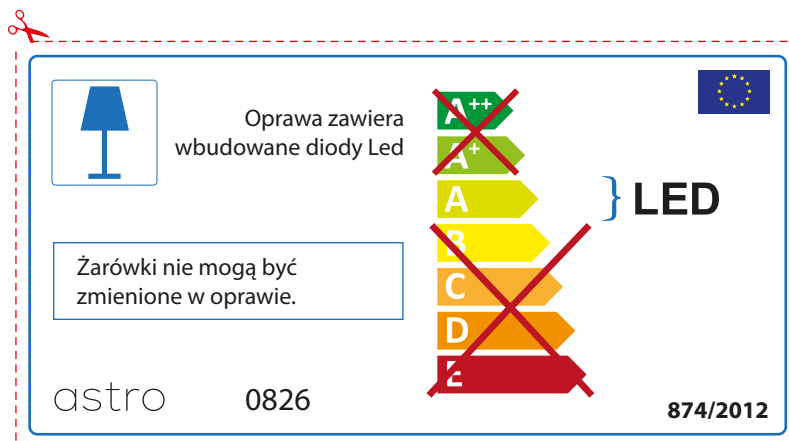 Oprawa zawiera
wbudowane diody Led
A++
A+
A
B
C
D
E
LED
Żarówki nie mogą być
zmienione w oprawie.
astro
0826
874/2012